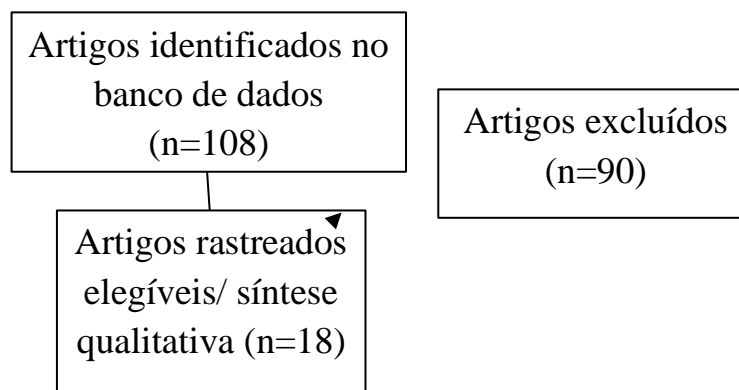 Artigos identificados no
banco de dados
(n=108)
Artigos excluídos
(n=90)
Artigos rastreados
elegíveis/ síntese
qualitativa (n=18)